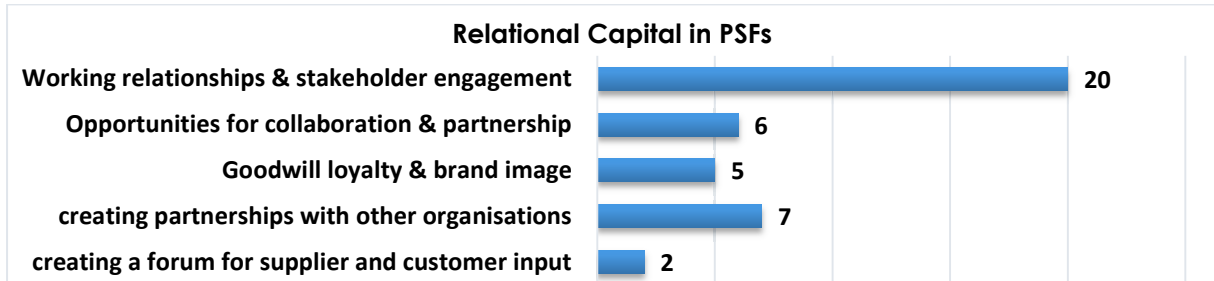 Relational Capital in PSFs
Working relationships & stakeholder engagement 20
Opportunities for collaboration & partnership 6
Goodwill loyalty & brand image 5
creating partnerships with other organisations 7
creating a forum for supplier and customer input 2